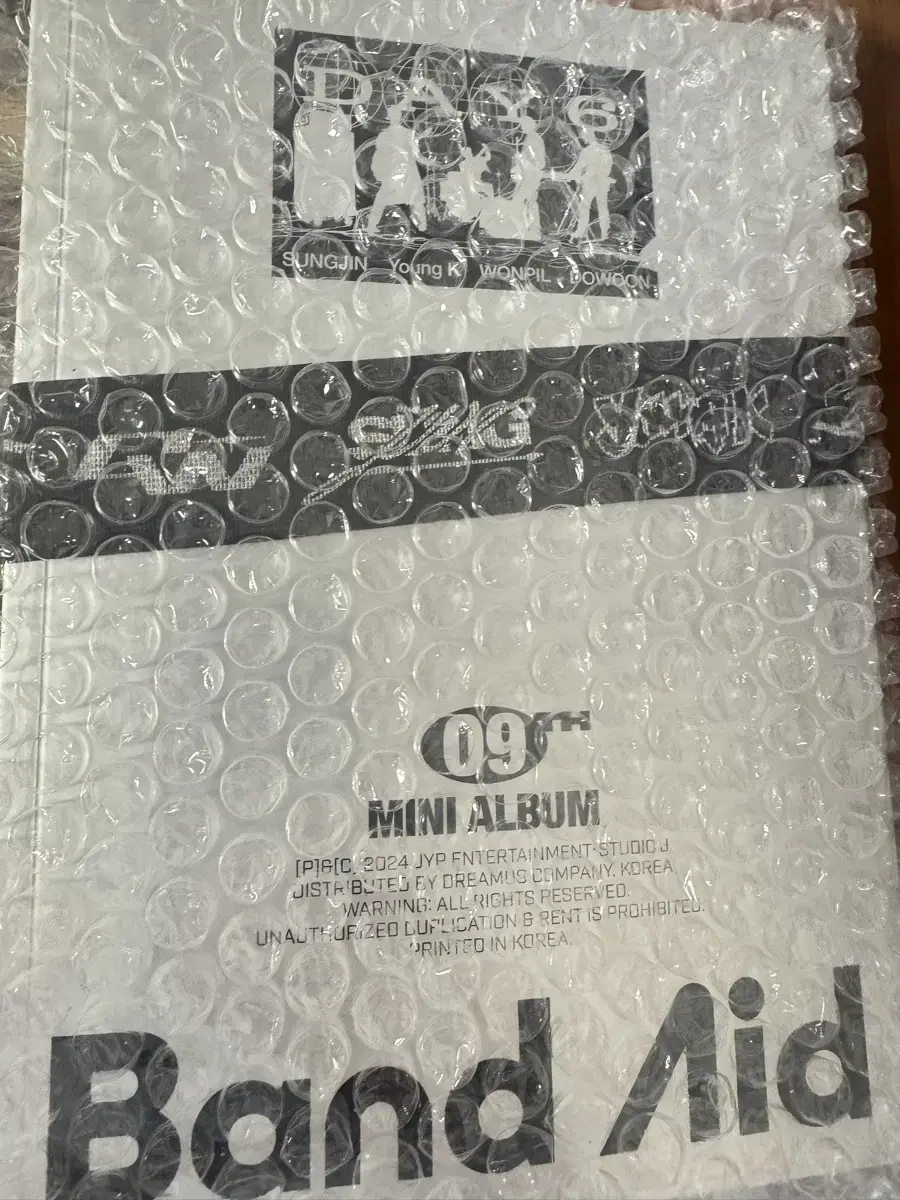 DAY6
SUNGJIN Young K WONPIL DOWOON
09TH
MINI ALBUM
[P]&[C] 2024 JYP ENTERTAINMENT-STUDIO J.
DISTRIBUTED BY DREAMUS COMPANY. KOREA
WARNING: ALL RIGHTS RESERVED.
UNAUTHORIZED DUPLICATION & RENT IS PROHIBITED.
PRINTED IN KOREA.
Band Aid